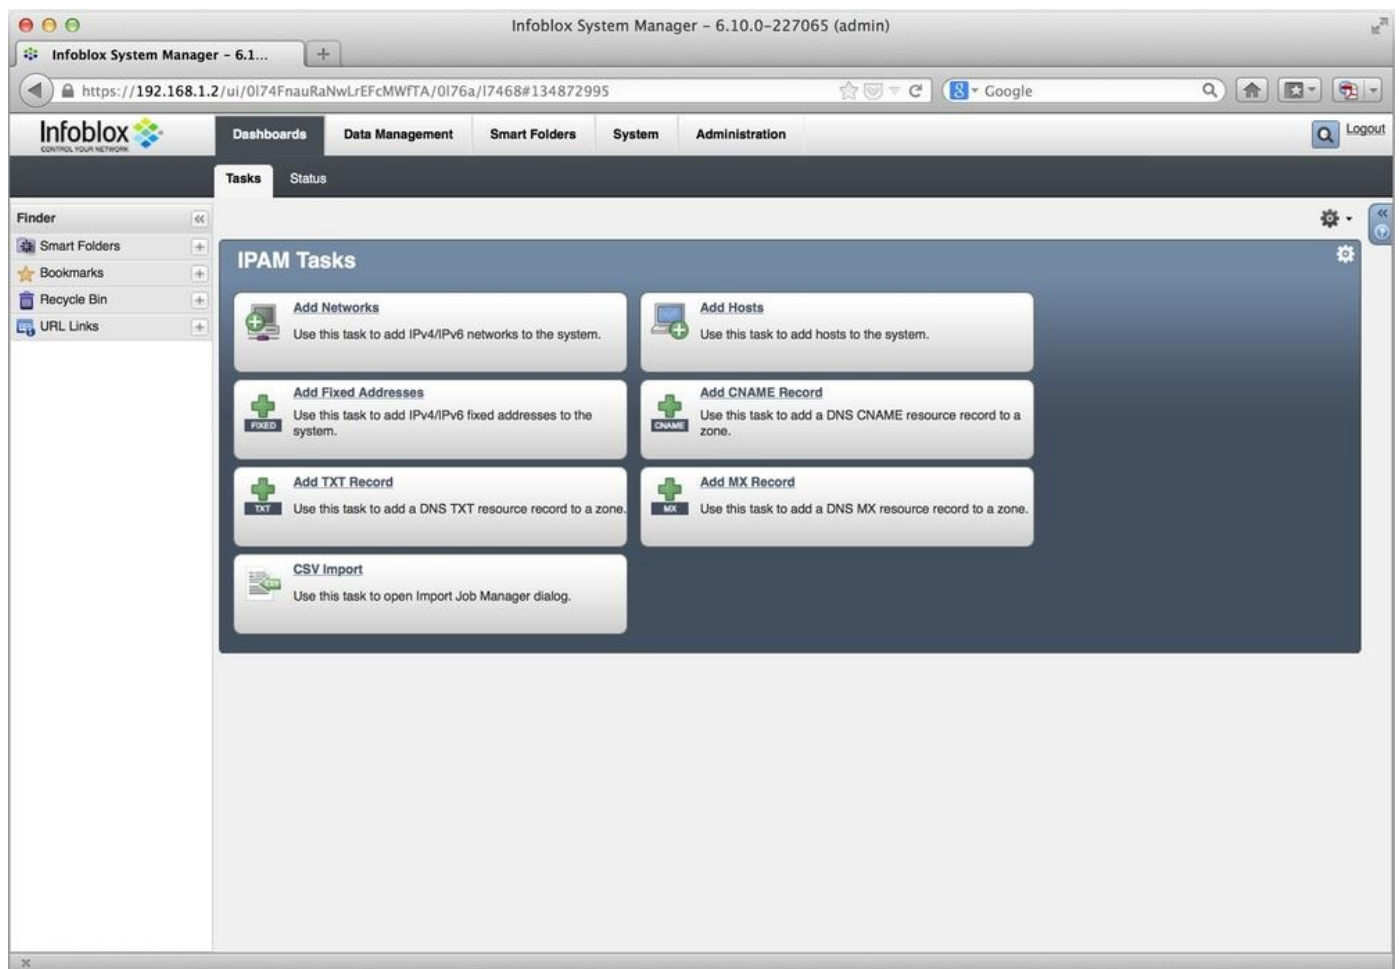 Infoblox System Manager – 6.10.0-227065 (admin)
Infoblox System Manager – 6.1...
https://192.168.1.2/ui/0l74FnauRaNwLrEFcMWfTA/0l76a/l7468#134872995
Google
Infoblox
CONTROL YOUR NETWORK
Dashboards
Data Management
Smart Folders
System
Administration
Logout
Tasks
Status
Finder
Smart Folders
Bookmarks
Recycle Bin
URL Links
IPAM Tasks
Add Networks
Use this task to add IPv4/IPv6 networks to the system.
Add Hosts
Use this task to add hosts to the system.
FIXED
Add Fixed Addresses
Use this task to add IPv4/IPv6 fixed addresses to the
system.
CNAME
Add CNAME Record
Use this task to add a DNS CNAME resource record to a
zone.
TXT
Add TXT Record
Use this task to add a DNS TXT resource record to a zone.
MX
Add MX Record
Use this task to add a DNS MX resource record to a zone.
CSV Import
Use this task to open Import Job Manager dialog.